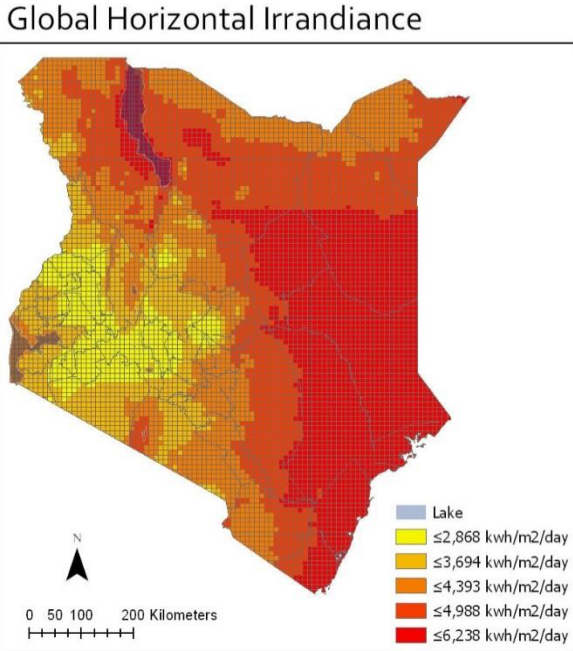 Global Horizontal Irrandiance
Lake
≤2,868 kwh/m2/day
≤3,694 kwh/m2/day
≤4,393 kwh/m2/day
≤4,988 kwh/m2/day
≤6,238 kwh/m2/day
N
0 50 100 200 Kilometers